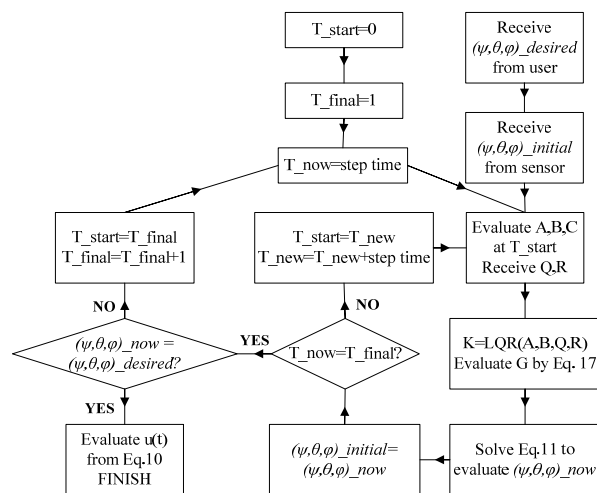 T_start=0
T_final=1
T_now=step time
Receive
(ψ,θ,φ)_desired
from user
Receive
(ψ,θ,φ)_initial
from sensor
T_start=T_final
T_final=T_final+1
T_start=T_new
T_new=T_new+step time
Evaluate A,B,C
at T_start
Receive Q,R
NO
NO
(ψ,θ,φ)_now =
(ψ,θ,φ)_desired?
YES
T_now=T_final?
K=LQR(A,B,Q,R)
Evaluate G by Eq. 17
YES
Evaluate u(t)
from Eq.10
FINISH
(ψ,θ,φ)_initial=
(ψ,θ,φ)_now
Solve Eq.11 to
evaluate (ψ,θ,φ)_now